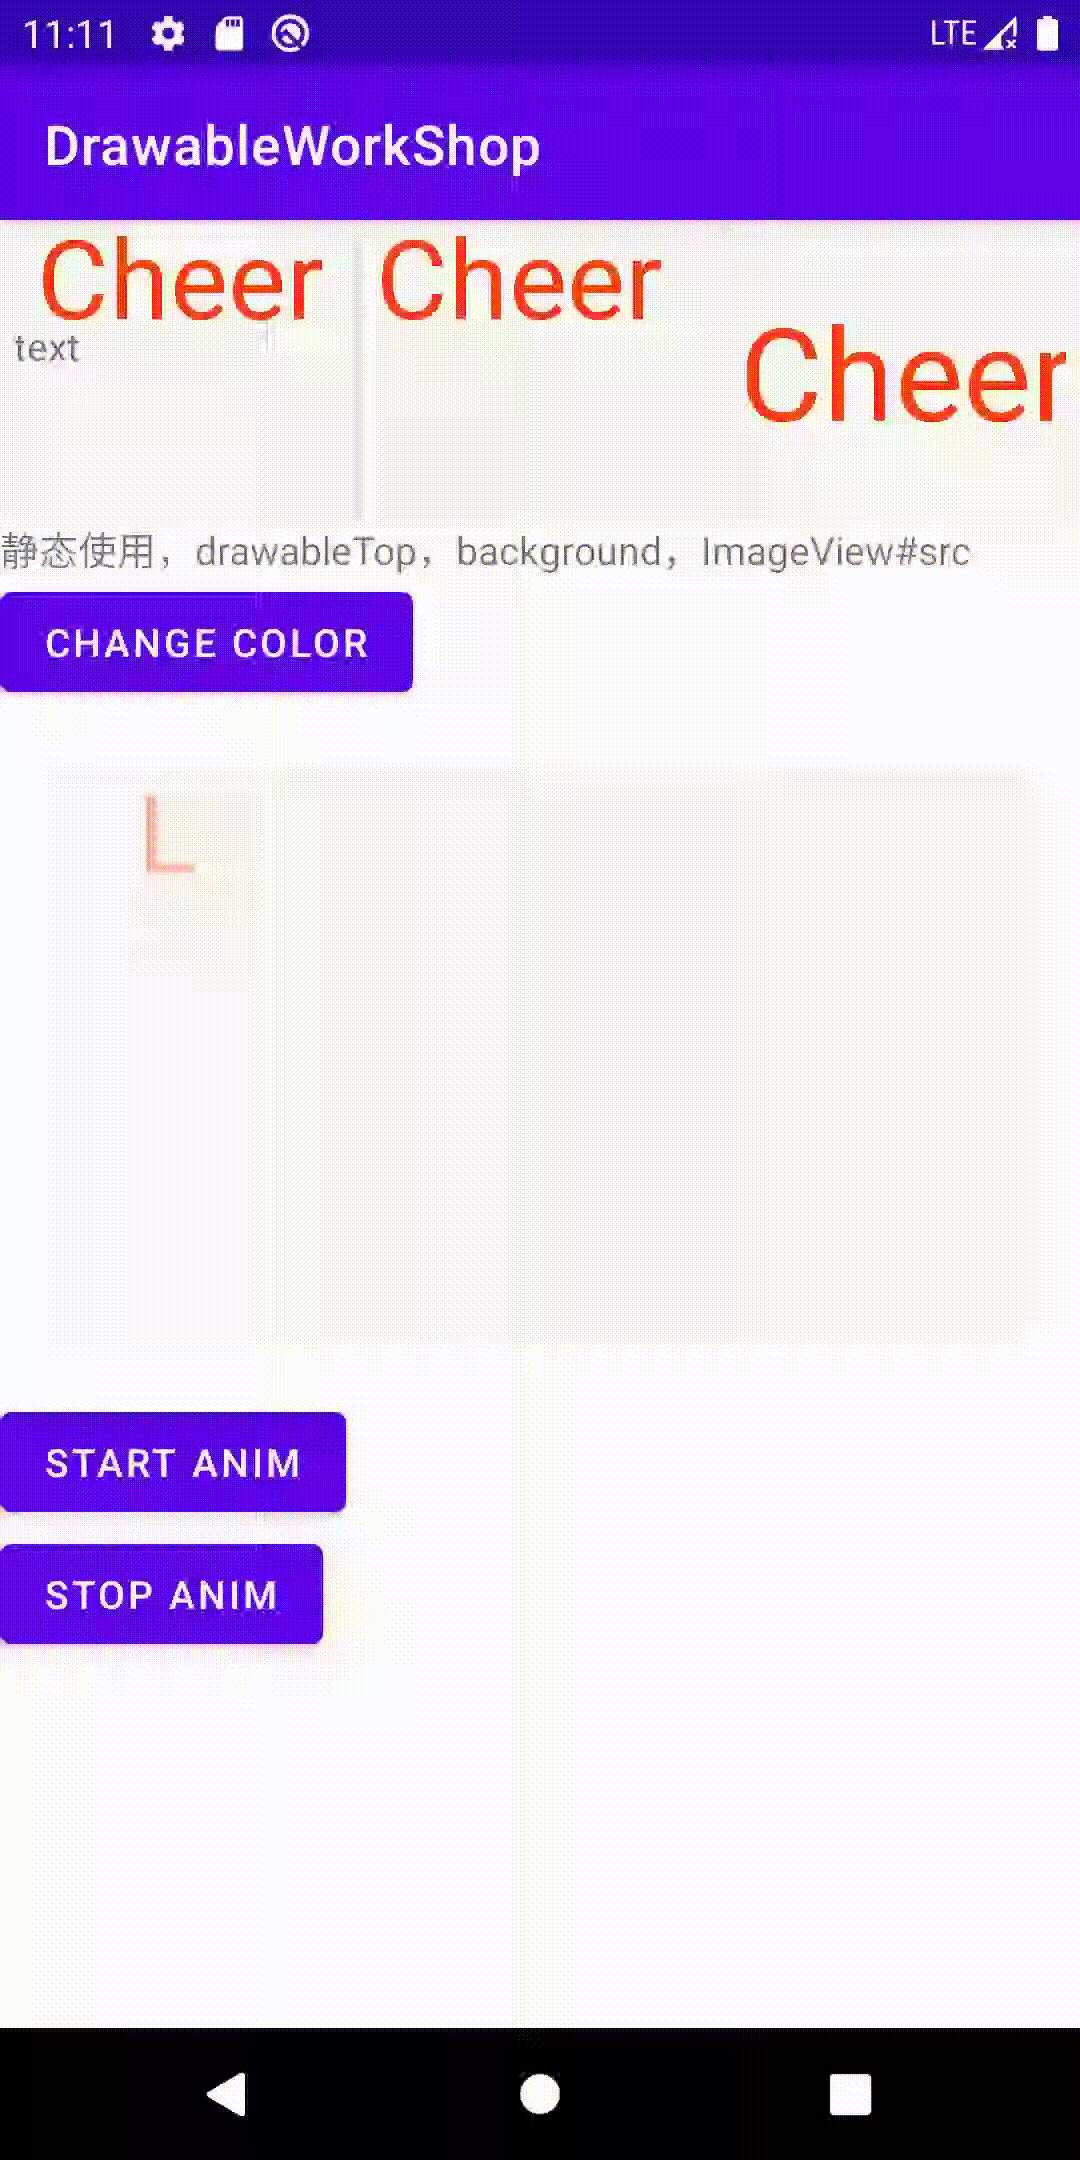 11:11 LTE
DrawableWorkShop
Cheer Cheer
text
Cheer
静态使用，drawableTop，background，ImageView#src
CHANGE COLOR
L
START ANIM
STOP ANIM